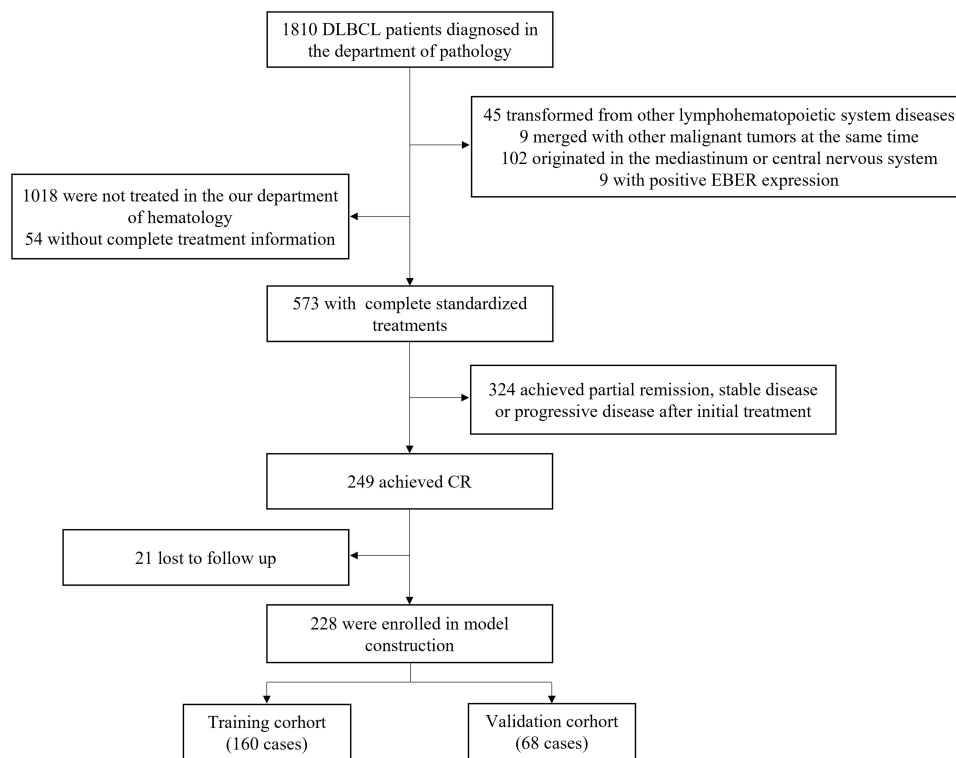 1810 DLBCL patients diagnosed in
the department of pathology
45 transformed from other lymphohematopoietic system diseases
9 merged with other malignant tumors at the same time
102 originated in the mediastinum or central nervous system
9 with positive EBER expression
1018 were not treated in the our department
of hematology
54 without complete treatment information
573 with complete standardized
treatments
324 achieved partial remission, stable disease
or progressive disease after initial treatment
249 achieved CR
21 lost to follow up
228 were enrolled in model
construction
Training corhort
(160 cases)
Validation corhort
(68 cases)